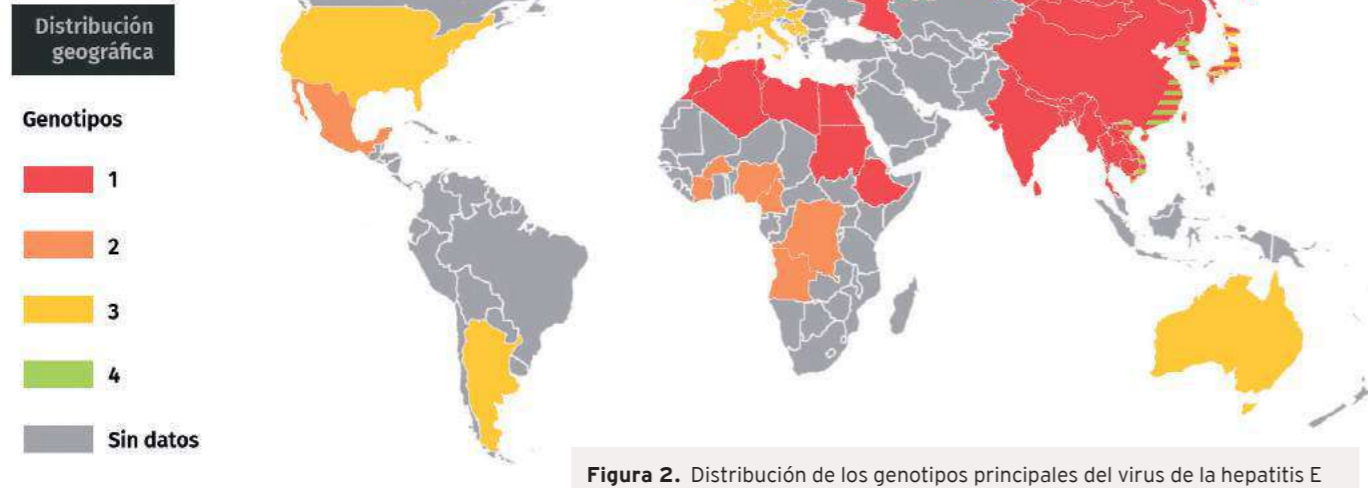 Distribución
geográfica
Genotipos
1
2
3
4
Sin datos
Figura 2. Distribución de los genotipos principales del virus de la hepatitis E